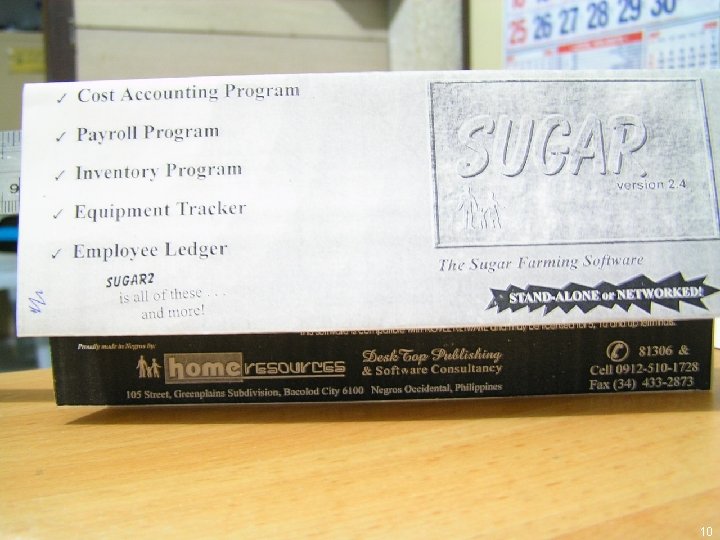 25 26 27 28 29 30
✓ Cost Accounting Program
✓ Payroll Program
✓ Inventory Program
✓ Equipment Tracker
✓ Employee Ledger
SUGAR2
is all of these . . .
and more!
SUGAR
version 2.4
The Sugar Farming Software
STAND-ALONE or NETWORKED!
9
Proudly made in Negros by:
home resources
Desk Top Publishing
& Software Consultancy
105 Street, Greenplains Subdivision, Bacolod City 6100 Negros Occidental, Philippines
81306 &
Cell 0912-510-1728
Fax (34) 433-2873
10